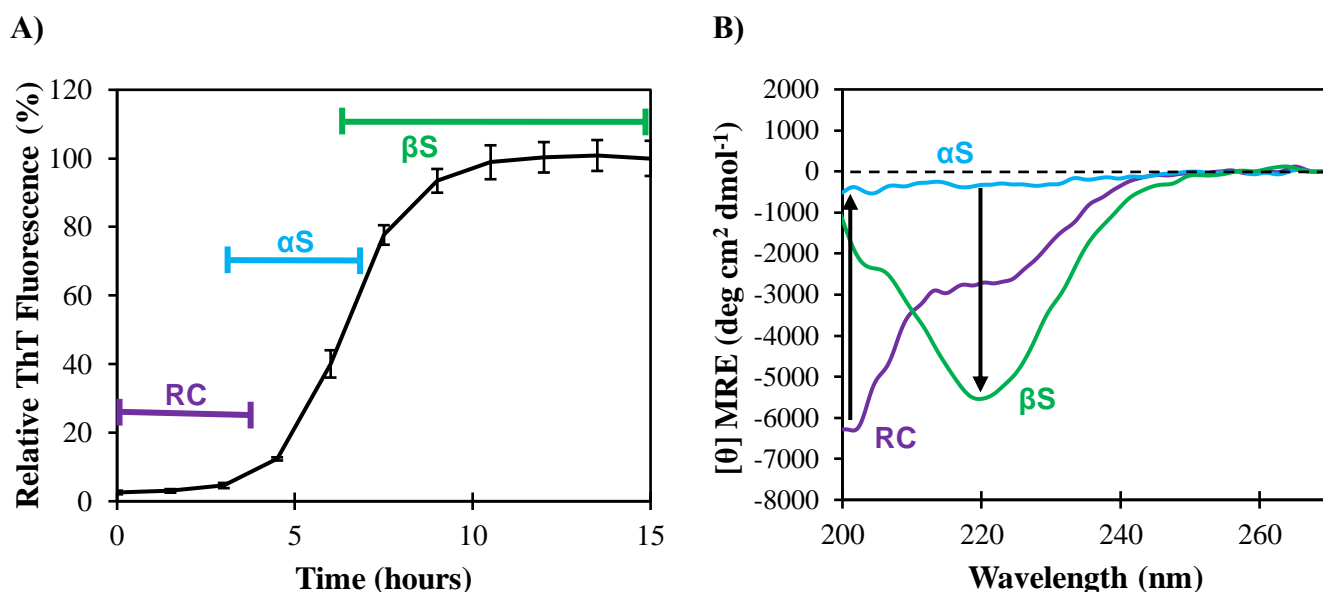 A)
Relative ThT Fluorescence (%)
120
100
80
60
40
20
0
βS
αS
RC
0 5 10 15
Time (hours)
B)
[θ] MRE (deg cm² dmol⁻¹)
2000
1000
0
-1000
-2000
-3000
-4000
-5000
-6000
-7000
-8000
αS
βS
RC
200 220 240 260
Wavelength (nm)